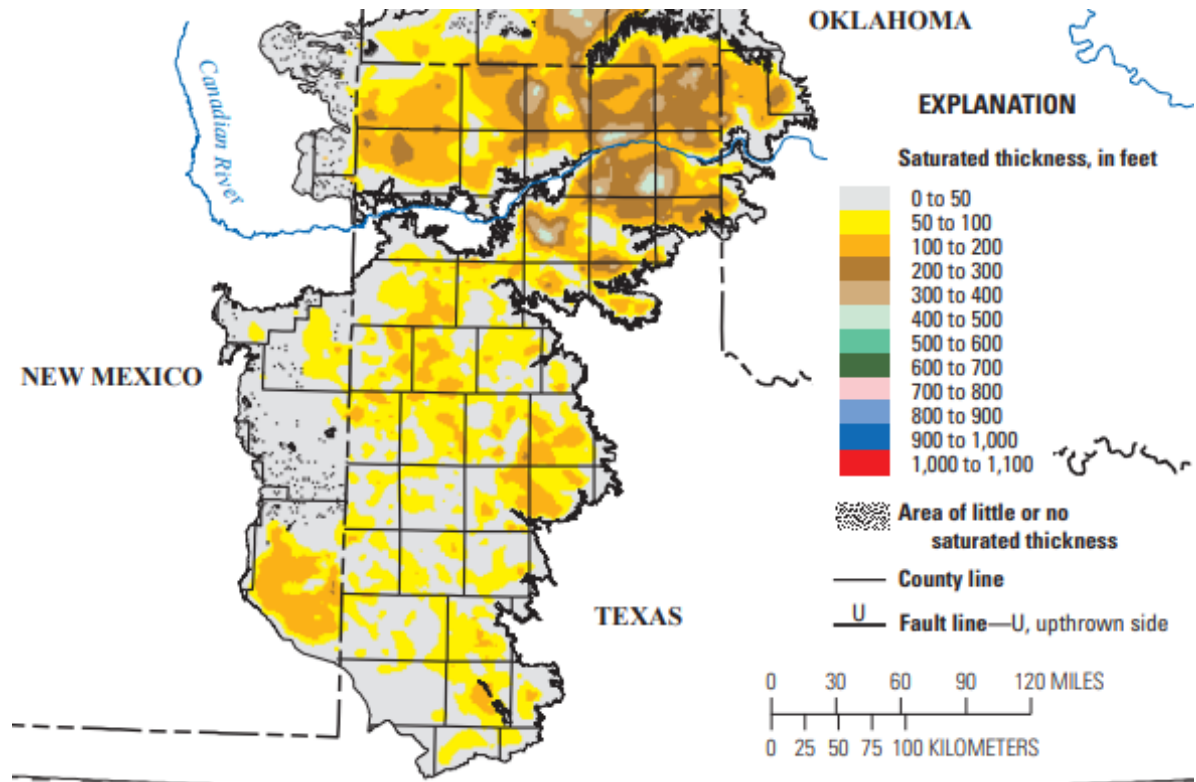 OKLAHOMA
Canadian River
NEW MEXICO
TEXAS
EXPLANATION
Saturated thickness, in feet
0 to 50
50 to 100
100 to 200
200 to 300
300 to 400
400 to 500
500 to 600
600 to 700
700 to 800
800 to 900
900 to 1,000
1,000 to 1,100
Area of little or no
saturated thickness
County line
U
Fault line—U, upthrown side
0 30 60 90 120 MILES
0 25 50 75 100 KILOMETERS